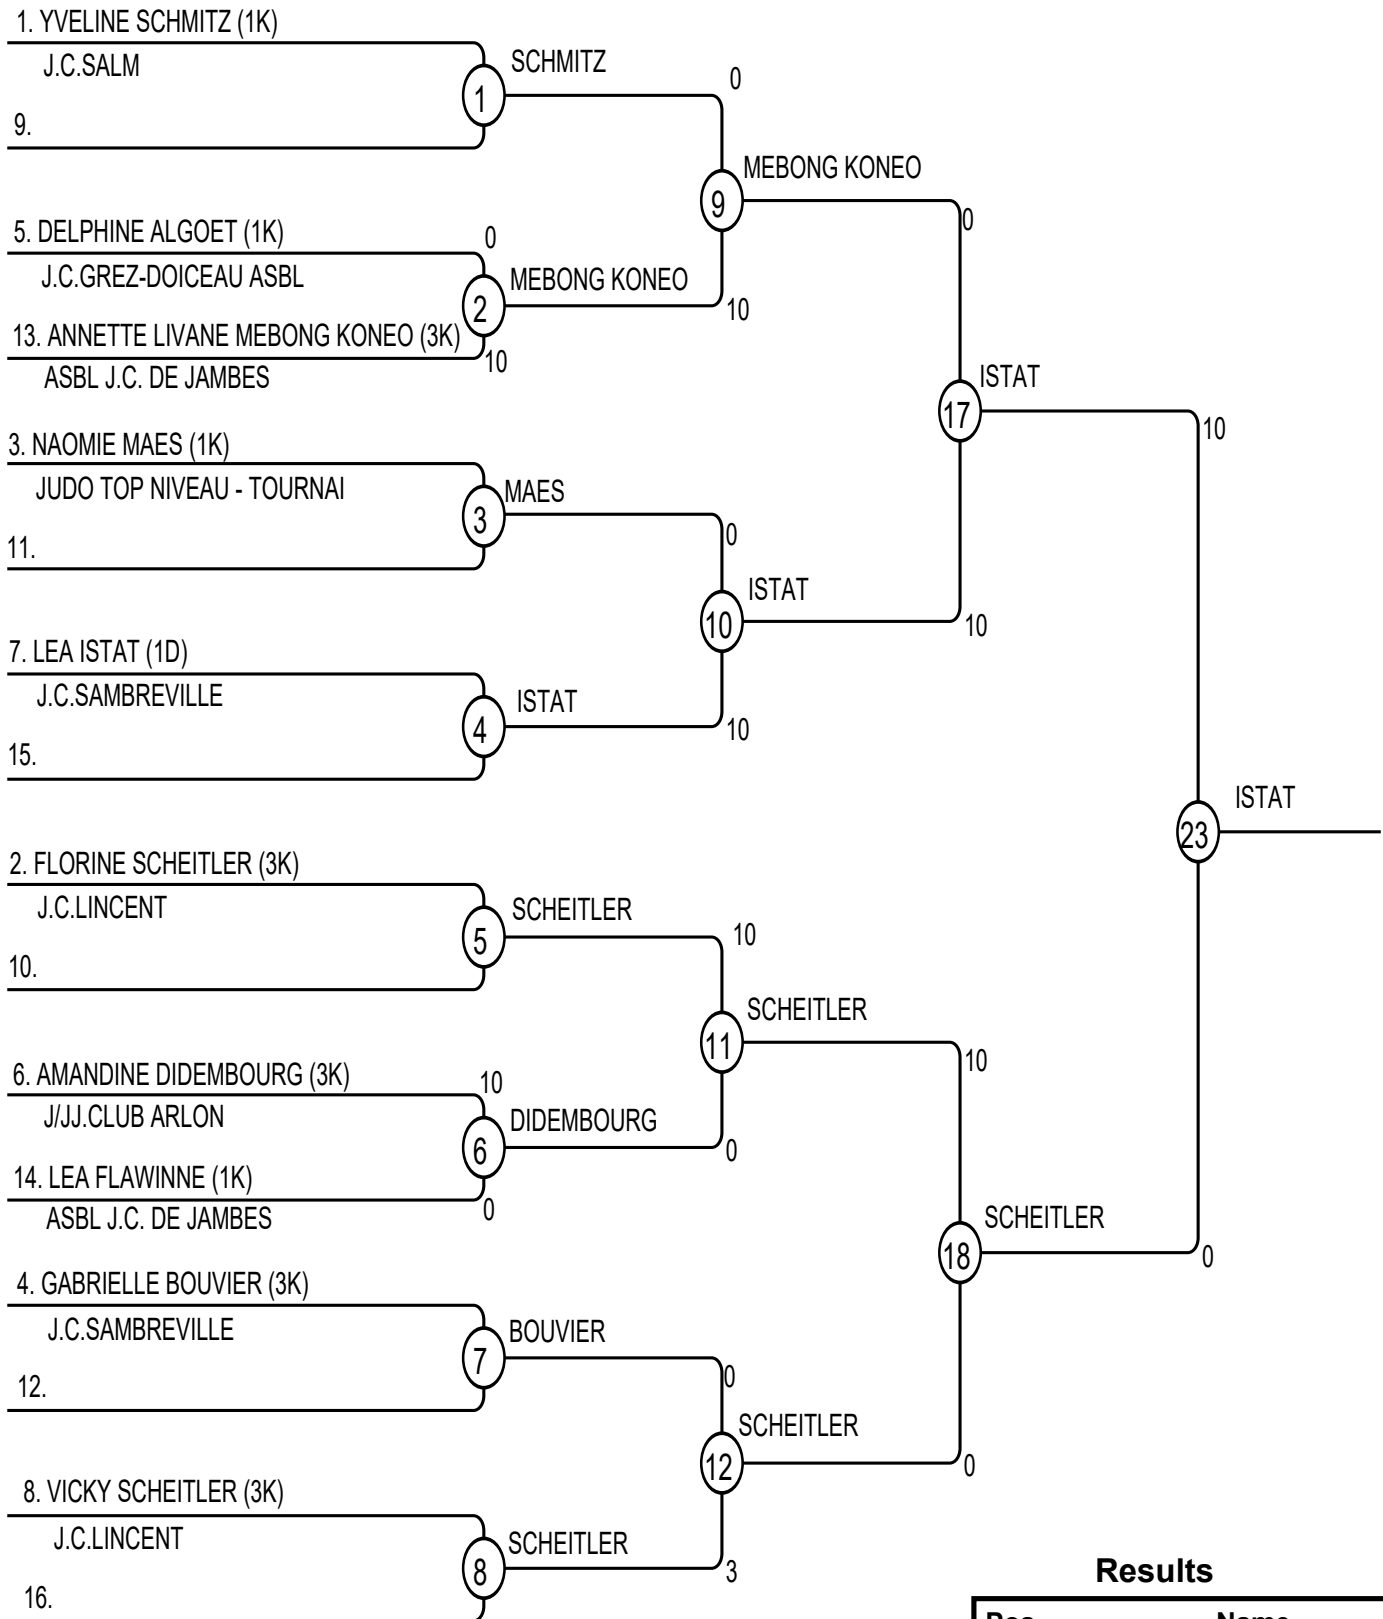 1. YVELINE SCHMITZ (1K)
J.C.SALM
9.
1
SCHMITZ
0
9
MEBONG KONEO
0
5. DELPHINE ALGOET (1K)
0
J.C.GREZ-DOICEAU ASBL
2
MEBONG KONEO
10
13. ANNETTE LIVANE MEBONG KONEO (3K)
10
ASBL J.C. DE JAMBES
17
ISTAT
10
3. NAOMIE MAES (1K)
JUDO TOP NIVEAU - TOURNAI
11.
3
MAES
0
10
ISTAT
10
7. LEA ISTAT (1D)
J.C.SAMBREVILLE
15.
4
ISTAT
10
23
ISTAT
2. FLORINE SCHEITLER (3K)
J.C.LINCENT
10.
5
SCHEITLER
10
11
SCHEITLER
10
6. AMANDINE DIDEMBOURG (3K)
10
J/JJ.CLUB ARLON
6
DIDEMBOURG
0
14. LEA FLAWINNE (1K)
0
ASBL J.C. DE JAMBES
18
SCHEITLER
0
4. GABRIELLE BOUVIER (3K)
J.C.SAMBREVILLE
12.
7
BOUVIER
0
12
SCHEITLER
0
8. VICKY SCHEITLER (3K)
J.C.LINCENT
16.
8
SCHEITLER
3
Results